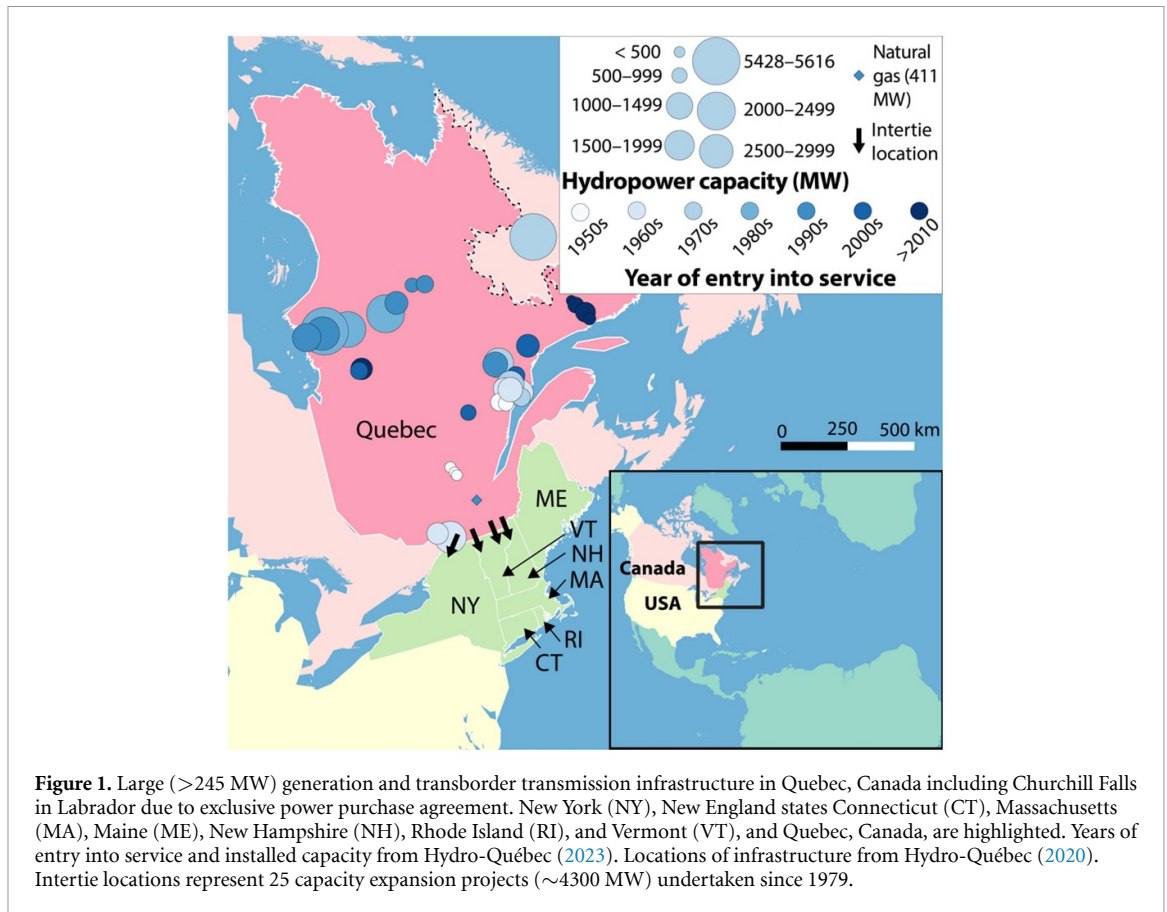 < 500
500–999
1000–1499
1500–1999
5428–5616
2000–2499
2500–2999
Natural
gas (411
MW)
Intertie
location
Hydropower capacity (MW)
1950s
1960s
1970s
1980s
1990s
2000s
>2010
Year of entry into service
Quebec
0 250 500 km
ME
VT
NH
MA
NY
RI
CT
Canada
USA
Figure 1. Large (>245 MW) generation and transborder transmission infrastructure in Quebec, Canada including Churchill Falls
in Labrador due to exclusive power purchase agreement. New York (NY), New England states Connecticut (CT), Massachusetts
(MA), Maine (ME), New Hampshire (NH), Rhode Island (RI), and Vermont (VT), and Quebec, Canada, are highlighted. Years of
entry into service and installed capacity from Hydro-Québec (2023). Locations of infrastructure from Hydro-Québec (2020).
Intertie locations represent 25 capacity expansion projects (∼4300 MW) undertaken since 1979.